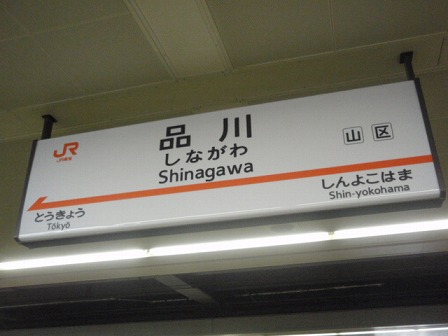 JR
JR東海
品川
しながわ
Shinagawa
山 区
とうきょう
Tōkyō
しんよこはま
Shin-yokohama